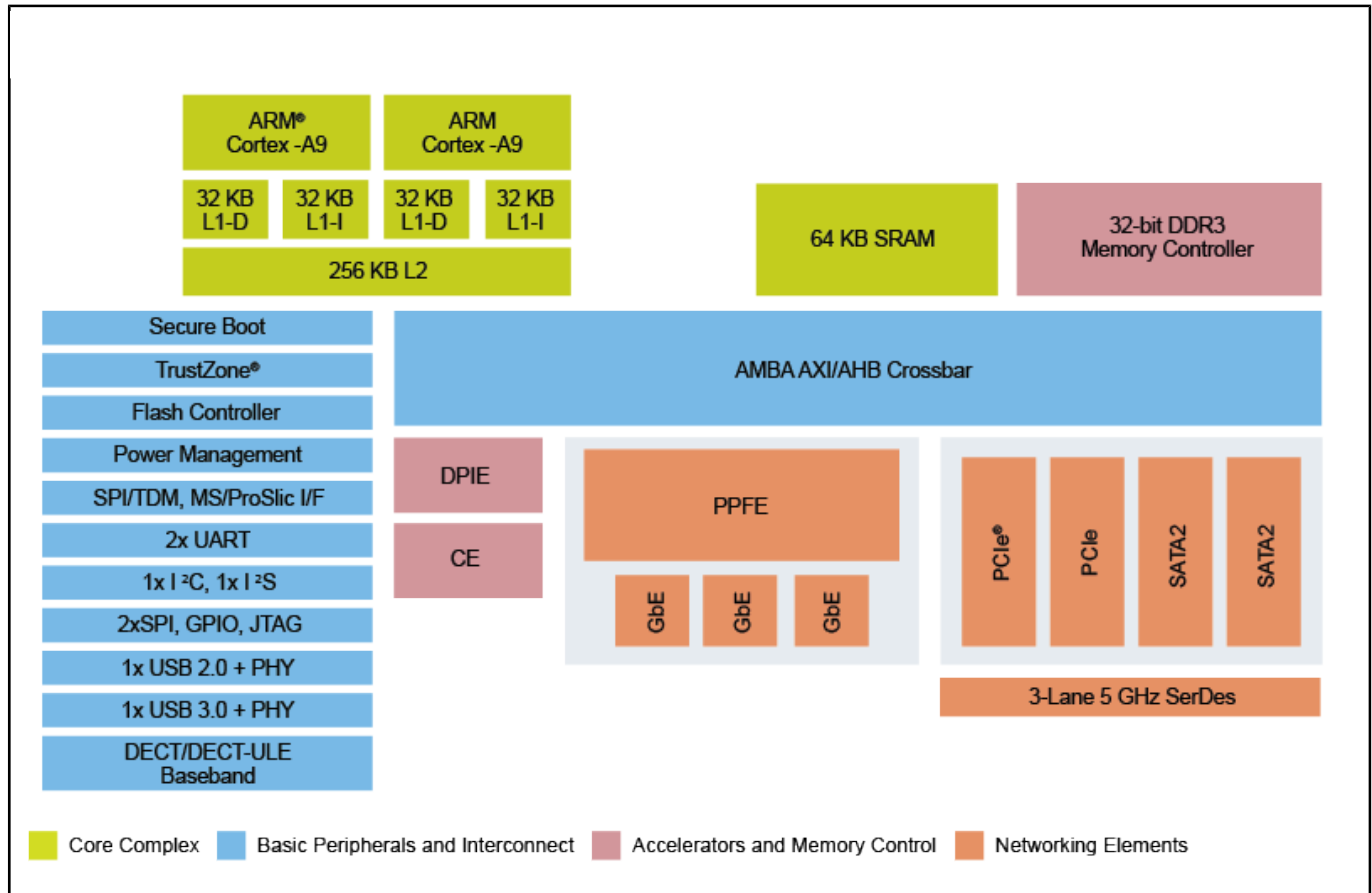 ARM®
Cortex -A9
ARM
Cortex -A9
32 KB
L1-D
32 KB
L1-I
32 KB
L1-D
32 KB
L1-I
256 KB L2
64 KB SRAM
32-bit DDR3
Memory Controller
Secure Boot
TrustZone®
Flash Controller
Power Management
SPI/TDM, MS/ProSlic I/F
2x UART
1x I ²C, 1x I ²S
2xSPI, GPIO, JTAG
1x USB 2.0 + PHY
1x USB 3.0 + PHY
DECT/DECT-ULE
Baseband
AMBA AXI/AHB Crossbar
DPIE
CE
PPFE
GbE
GbE
GbE
PCIe®
PCIe
SATA2
SATA2
3-Lane 5 GHz SerDes
Core Complex
Basic Peripherals and Interconnect
Accelerators and Memory Control
Networking Elements